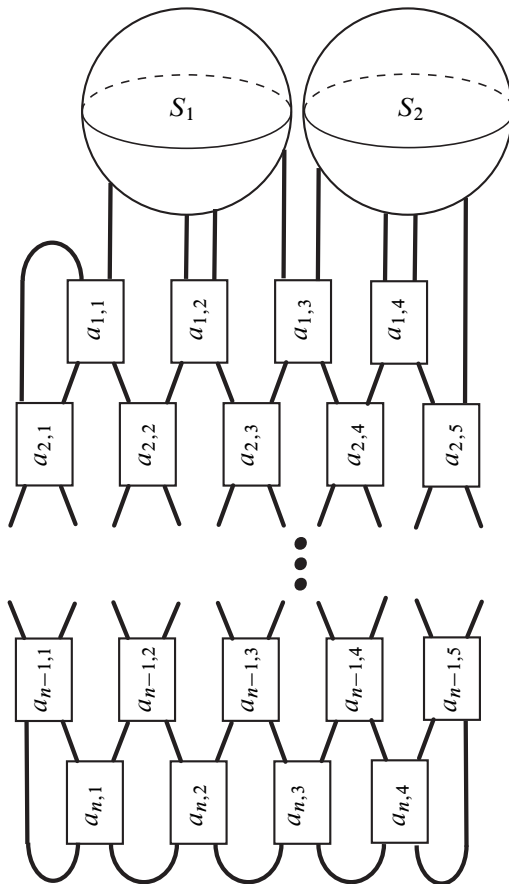 S₁ S₂
a₁,₁ a₁,₂ a₁,₃ a₁,₄
a₂,₁ a₂,₂ a₂,₃ a₂,₄ a₂,₅
aₙ₋₁,₁ aₙ₋₁,₂ aₙ₋₁,₃ aₙ₋₁,₄ aₙ₋₁,₅
aₙ,₁ aₙ,₂ aₙ,₃ aₙ,₄